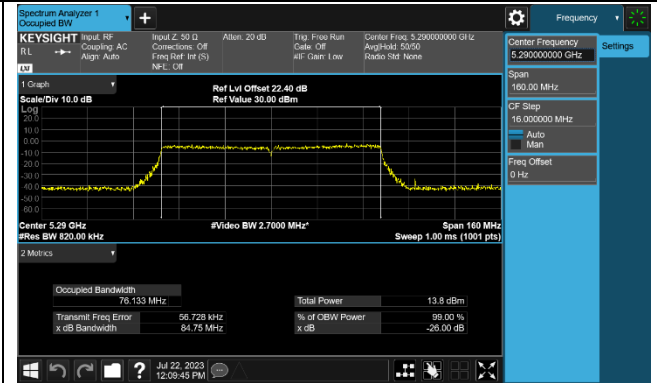 Spectrum Analyzer 1
Occupied BW
Frequency
KEYSIGHT
RL
LXI
Input: RF
Coupling: AC
Align: Auto
Input Z: 50 Ω
Corrections: Off
Freq Ref: Int (S)
NFE: Off
Atten: 20 dB
Trig: Free Run
Gate: Off
#IF Gain: Low
Center Freq: 5.290000000 GHz
Avg|Hold: 50/50
Radio Std: None
Center Frequency
5.290000000 GHz
Settings
Span
160.00 MHz
CF Step
16.000000 MHz
Auto
Man
Freq Offset
0 Hz
1 Graph
Scale/Div 10.0 dB
Ref Lvl Offset 22.40 dB
Ref Value 30.00 dBm
Log
20.0
10.0
0.00
-10.0
-20.0
-30.0
-40.0
-50.0
-60.0
Center 5.29 GHz
#Res BW 820.00 kHz
#Video BW 2.7000 MHz*
Span 160 MHz
Sweep 1.00 ms (1001 pts)
2 Metrics
Occupied Bandwidth
76.133 MHz
Total Power
13.8 dBm
Transmit Freq Error
56.728 kHz
% of OBW Power
99.00 %
x dB Bandwidth
84.75 MHz
x dB
-26.00 dB
?
Jul 22, 2023
12:09:45 PM